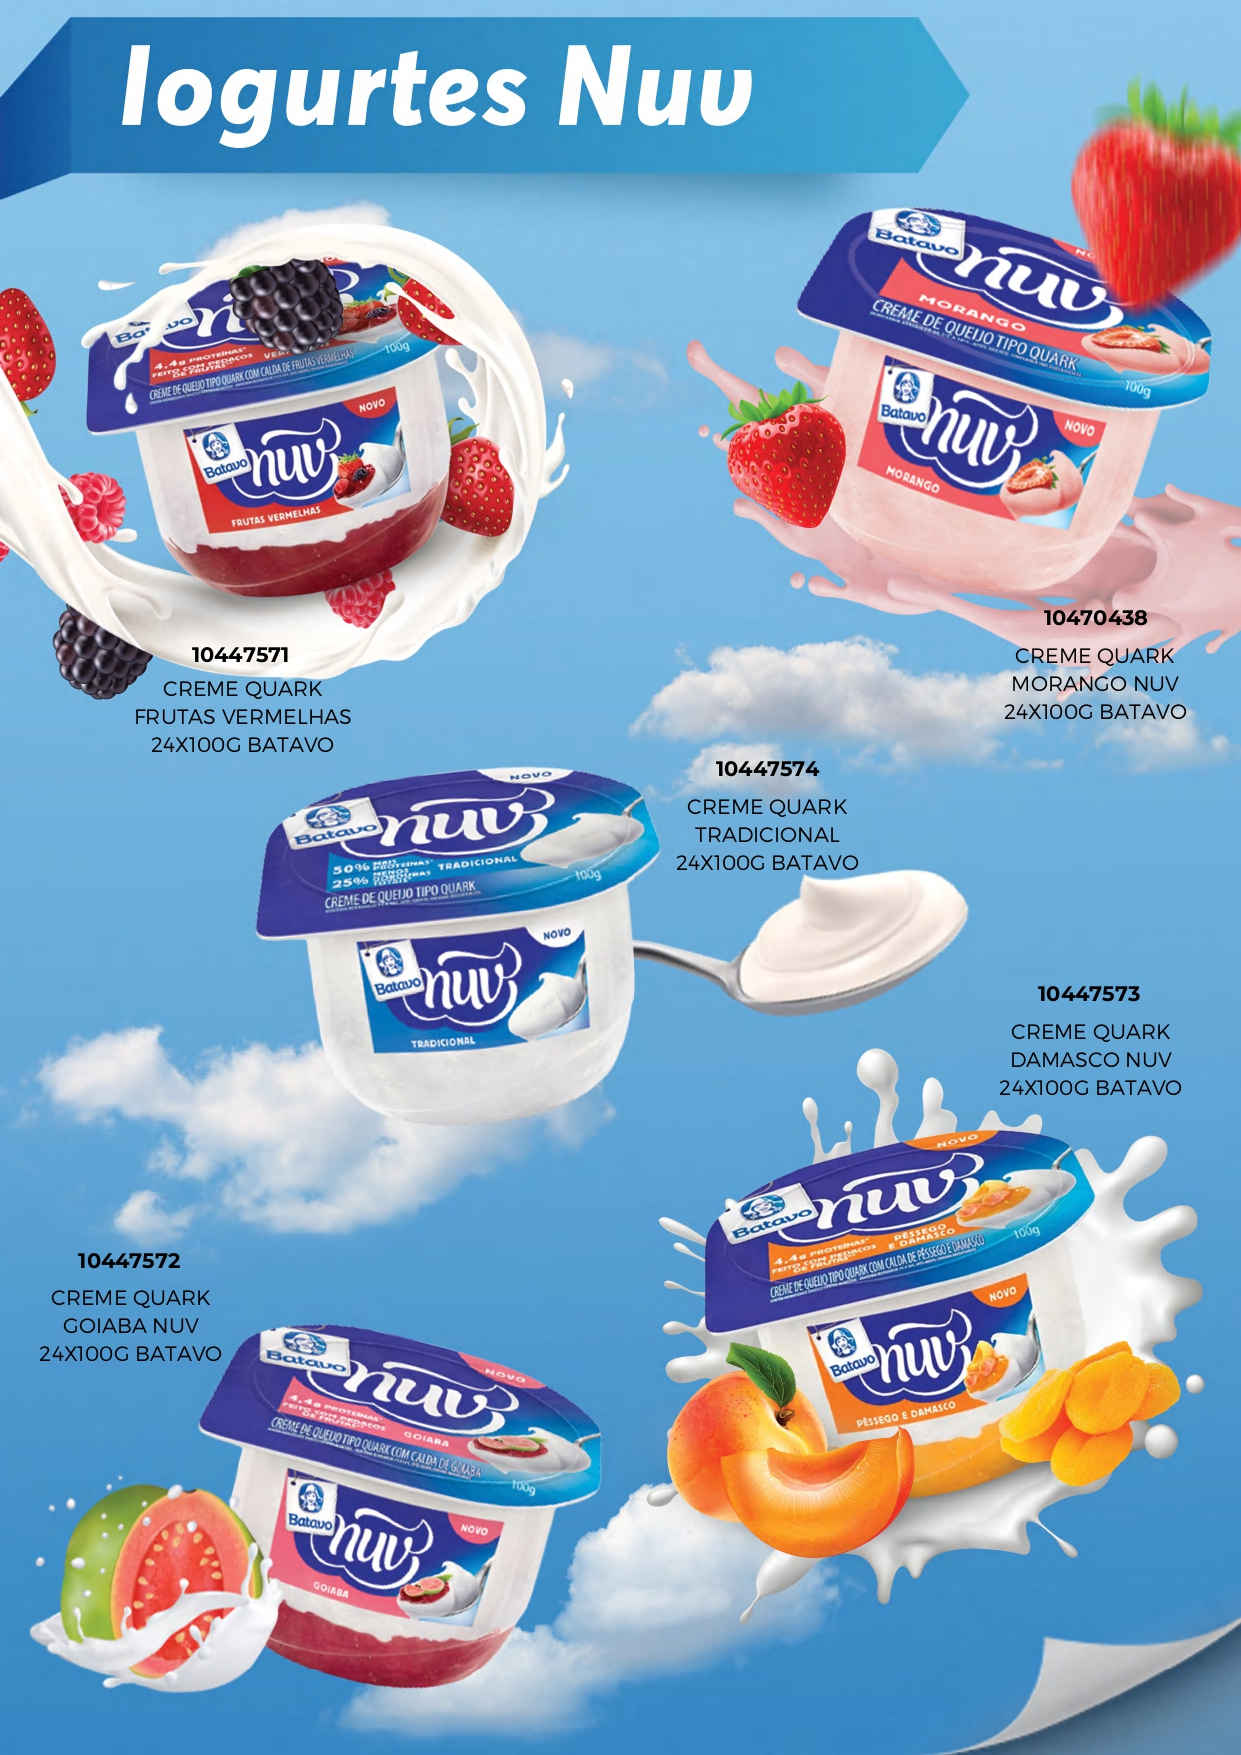 Iogurtes Nuv
Batavo
nuv
4.4g PROTEÍNAS*
FEITO COM PEDAÇOS
DE FRUTAS*
CREME DE QUEIJO TIPO QUARK COM CALDA DE FRUTAS VERMELHAS
100g
NOVO
Batavo
nuv
FRUTAS VERMELHAS
10447571
CREME QUARK
FRUTAS VERMELHAS
24X100G BATAVO
Batavo
nuv
MORANGO
CREME DE QUEIJO TIPO QUARK
100g
NOVO
Batavo
nuv
MORANGO
10470438
CREME QUARK
MORANGO NUV
24X100G BATAVO
10447574
CREME QUARK
TRADICIONAL
24X100G BATAVO
NOVO
Batavo
nuv
50% MAIS PROTEÍNAS* TRADICIONAL
25% MENOS GORDURAS TOTAIS
CREME DE QUEIJO TIPO QUARK
100g
NOVO
Batavo
nuv
TRADICIONAL
10447573
CREME QUARK
DAMASCO NUV
24X100G BATAVO
NOVO
Batavo
nuv
4.4g PROTEÍNAS*
FEITO COM PEDAÇOS
DE FRUTAS*
PÊSSEGO
E DAMASCO
CREME DE QUEIJO TIPO QUARK COM CALDA DE PÊSSEGO E DAMASCO
100g
NOVO
Batavo
nuv
PÊSSEGO E DAMASCO
10447572
CREME QUARK
GOIABA NUV
24X100G BATAVO
Batavo
nuv
NOVO
4.4g PROTEÍNAS*
FEITO COM PEDAÇOS
DE FRUTAS*
GOIABA
CREME DE QUEIJO TIPO QUARK COM CALDA DE GOIABA
100g
NOVO
Batavo
nuv
GOIABA